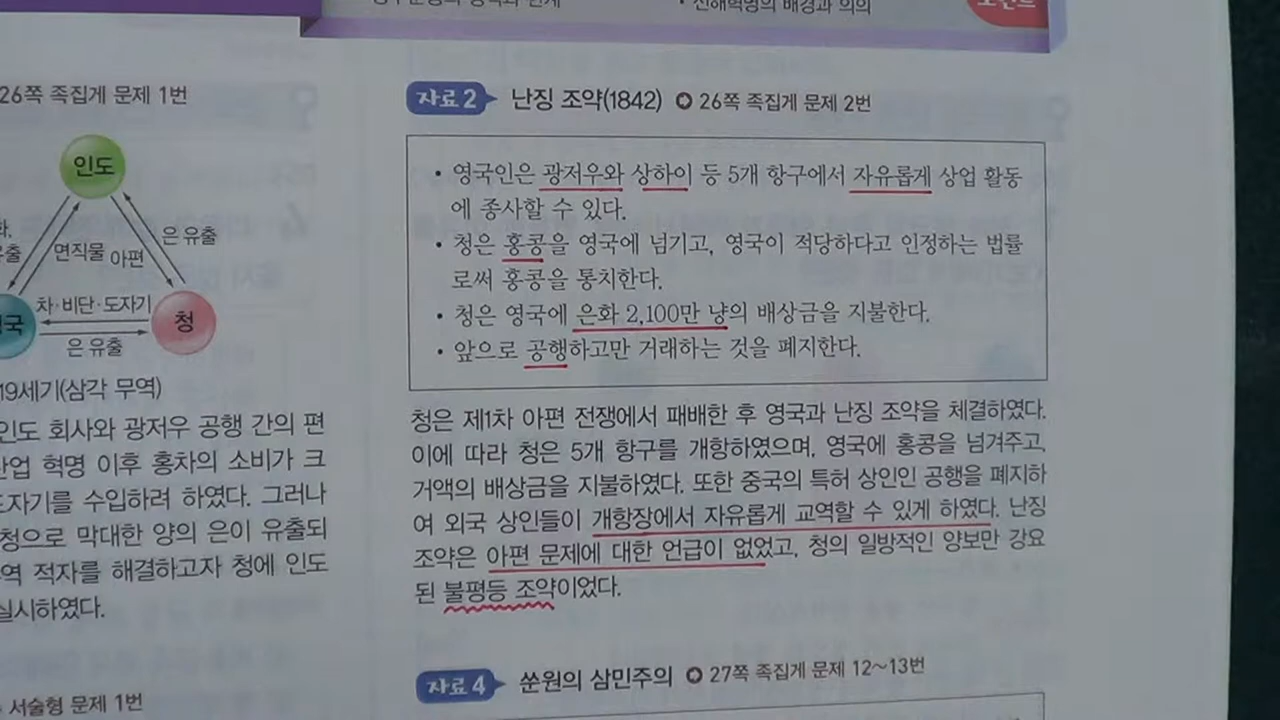 • 신해혁명의 배경과 의의
26쪽 족집게 문제 1번
인도
은 유출
면직물 아편
차·비단·도자기
청
은 유출
19세기(삼각 무역)
인도 회사와 광저우 공행 간의 편
산업 혁명 이후 홍차의 소비가 크
도자기를 수입하려 하였다. 그러나
청으로 막대한 양의 은이 유출되
역 적자를 해결하고자 청에 인도
실시하였다.
서술형 문제 1번
자료 2 난징 조약(1842) 26쪽 족집게 문제 2번
• 영국인은 광저우와 상하이 등 5개 항구에서 자유롭게 상업 활동
에 종사할 수 있다.
• 청은 홍콩을 영국에 넘기고, 영국이 적당하다고 인정하는 법률
로써 홍콩을 통치한다.
• 청은 영국에 은화 2,100만 냥의 배상금을 지불한다.
• 앞으로 공행하고만 거래하는 것을 폐지한다.
청은 제1차 아편 전쟁에서 패배한 후 영국과 난징 조약을 체결하였다.
이에 따라 청은 5개 항구를 개항하였으며, 영국에 홍콩을 넘겨주고,
거액의 배상금을 지불하였다. 또한 중국의 특허 상인인 공행을 폐지하
여 외국 상인들이 개항장에서 자유롭게 교역할 수 있게 하였다. 난징
조약은 아편 문제에 대한 언급이 없었고, 청의 일방적인 양보만 강요
된 불평등 조약이었다.
자료 4 쑨원의 삼민주의 27쪽 족집게 문제 12~13번